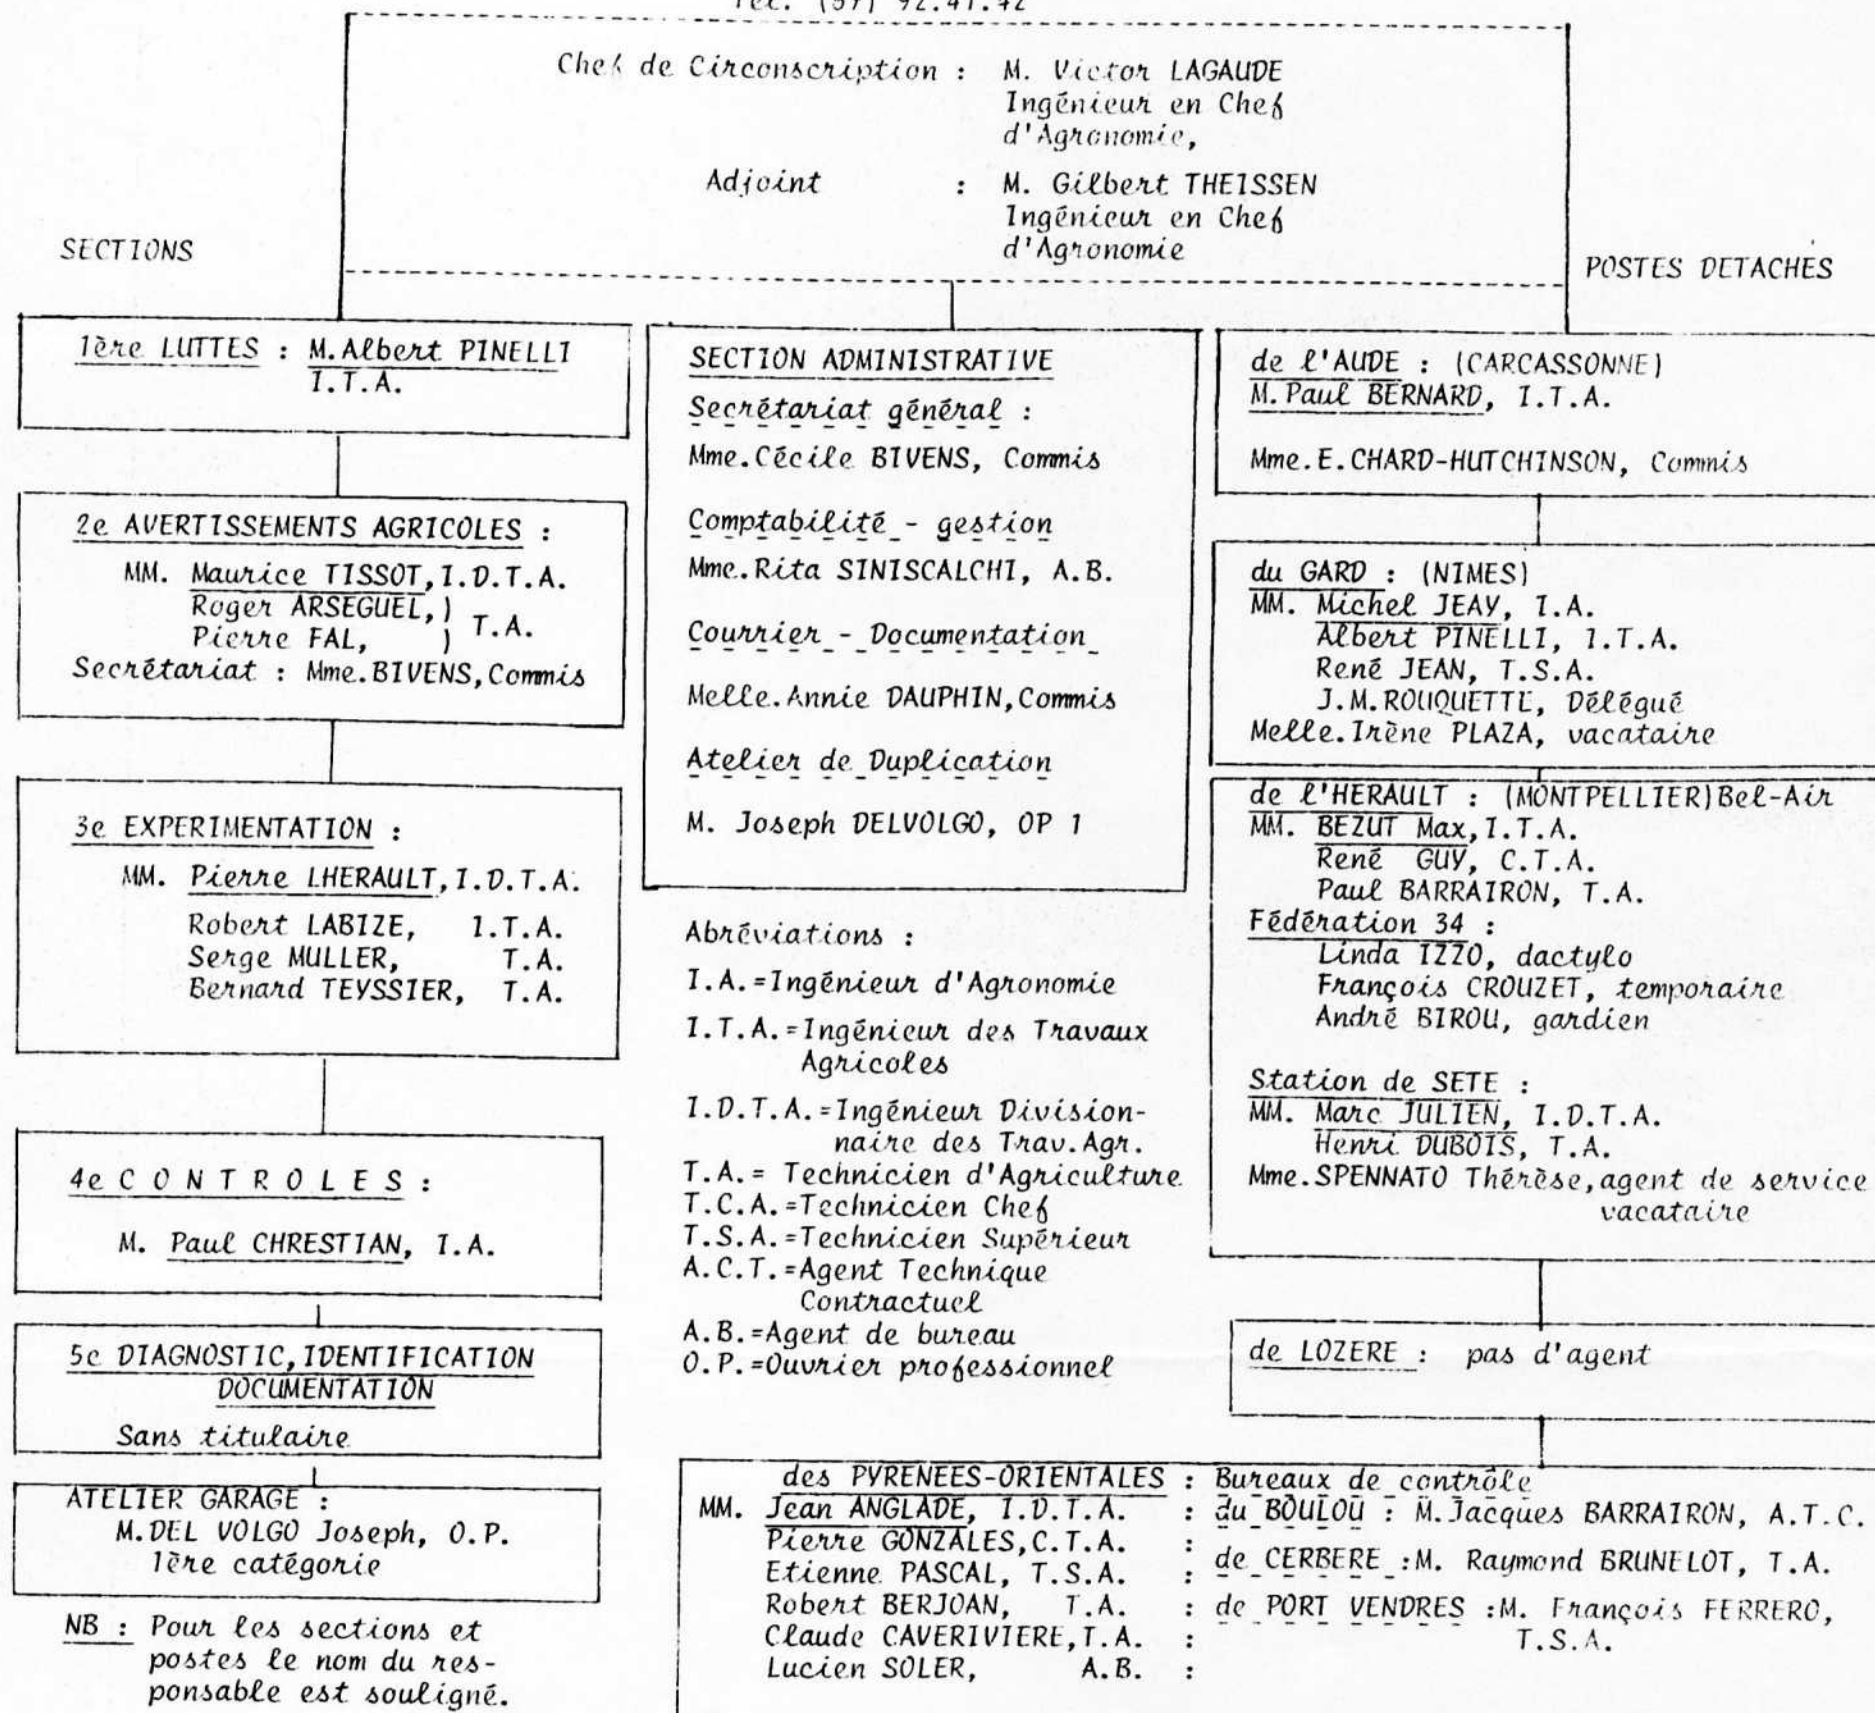 Tél. (57) 92.41.42
Chef de Circonscription : M. Victor LAGAUDE
Ingénieur en Chef
d'Agronomie,
Adjoint : M. Gilbert THEISSEN
Ingénieur en Chef
d'Agronomie
SECTIONS
1ère LUTTES : M.Albert PINELLI
I.T.A.
2e AVERTISSEMENTS AGRICOLES :
MM. Maurice TISSOT, I.D.T.A.
Roger ARSEGUEL, )
Pierre FAL, ) T.A.
Secrétariat : Mme.BIVENS, Commis
3e EXPERIMENTATION :
MM. Pierre LHERAULT, I.D.T.A.
Robert LABIZE, I.T.A.
Serge MULLER, T.A.
Bernard TEYSSIER, T.A.
4e C O N T R O L E S :
M. Paul CHRESTIAN, I.A.
5e DIAGNOSTIC, IDENTIFICATION
DOCUMENTATION
Sans titulaire
ATELIER GARAGE :
M.DEL VOLGO Joseph, O.P.
1ère catégorie
NB : Pour les sections et
postes le nom du res-
ponsable est souligné.
SECTION ADMINISTRATIVE
Secrétariat général :
Mme.Cécile BIVENS, Commis
Comptabilité - gestion
Mme.Rita SINISCALCHI, A.B.
Courrier - Documentation
Melle.Annie DAUPHIN, Commis
Atelier de Duplication
M. Joseph DELVOLGO, OP 1
Abréviations :
I.A.=Ingénieur d'Agronomie
I.T.A.=Ingénieur des Travaux
Agricoles
I.D.T.A.=Ingénieur Division-
naire des Trav.Agr.
T.A.= Technicien d'Agriculture
T.C.A.=Technicien Chef
T.S.A.=Technicien Supérieur
A.C.T.=Agent Technique
Contractuel
A.B.=Agent de bureau
O.P.=Ouvrier professionnel
POSTES DETACHES
de l'AUDE : (CARCASSONNE)
M.Paul BERNARD, I.T.A.
Mme.E.CHARD-HUTCHINSON, Commis
du GARD : (NIMES)
MM. Michel JEAY, I.A.
Albert PINELLI, I.T.A.
René JEAN, T.S.A.
J.M.ROUQUETTE, Délégué
Melle.Irène PLAZA, vacataire
de l'HERAULT : (MONTPELLIER)Bel-Air
MM. BEZUT Max, I.T.A.
René GUY, C.T.A.
Paul BARRAIRON, T.A.
Fédération 34 :
Linda IZZO, dactylo
François CROUZET, temporaire
André BIROU, gardien
Station de SETE :
MM. Marc JULIEN, I.D.T.A.
Henri DUBOIS, T.A.
Mme.SPENNATO Thérèse, agent de service
vacataire
de LOZERE : pas d'agent
des PYRENEES-ORIENTALES : Bureaux de contrôle
MM. Jean ANGLADE, I.D.T.A. : du BOULOU : M.Jacques BARRAIRON, A.T.C.
Pierre GONZALES, C.T.A. :
Etienne PASCAL, T.S.A. : de CERBERE : M. Raymond BRUNELOT, T.A.
Robert BERJOAN, T.A. : de PORT VENDRES : M. François FERRERO,
Claude CAVERIVIERE, T.A. : T.S.A.
Lucien SOLER, A.B. :